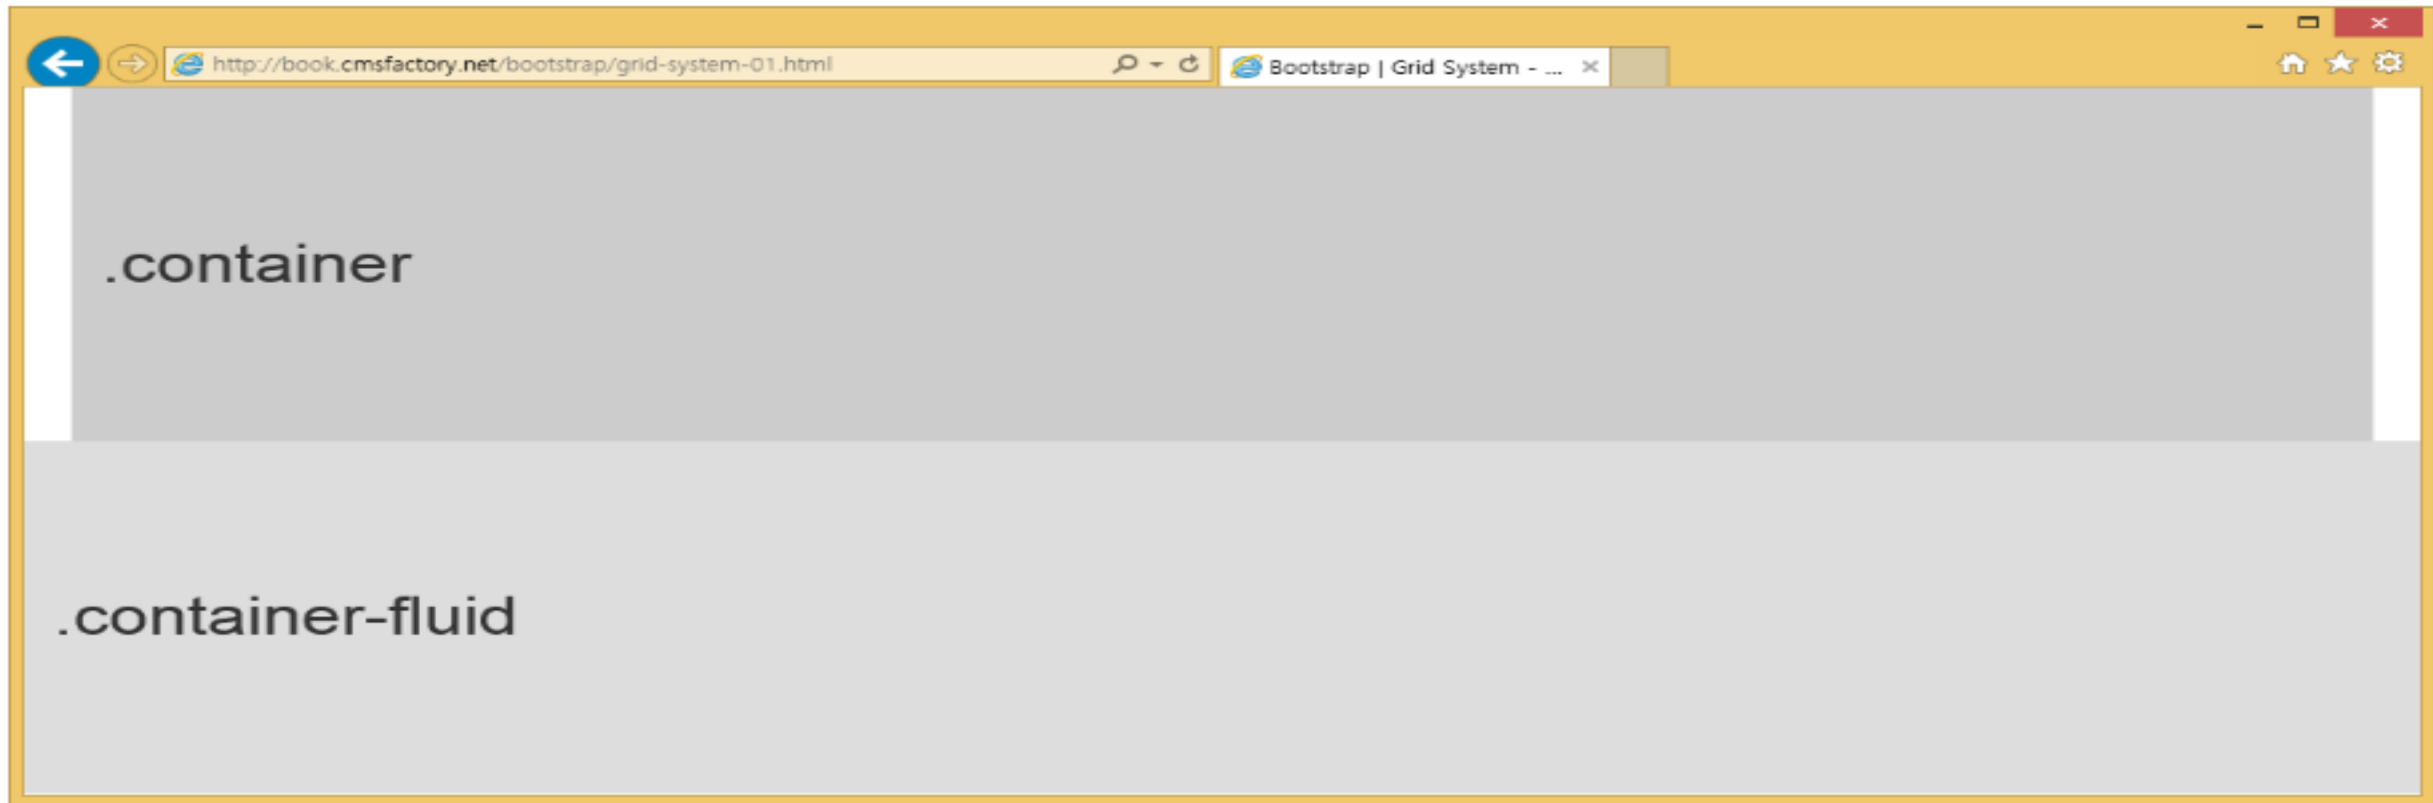 http://book.cmsfactory.net/bootstrap/grid-system-01.html
Bootstrap | Grid System - ...
.container
.container-fluid